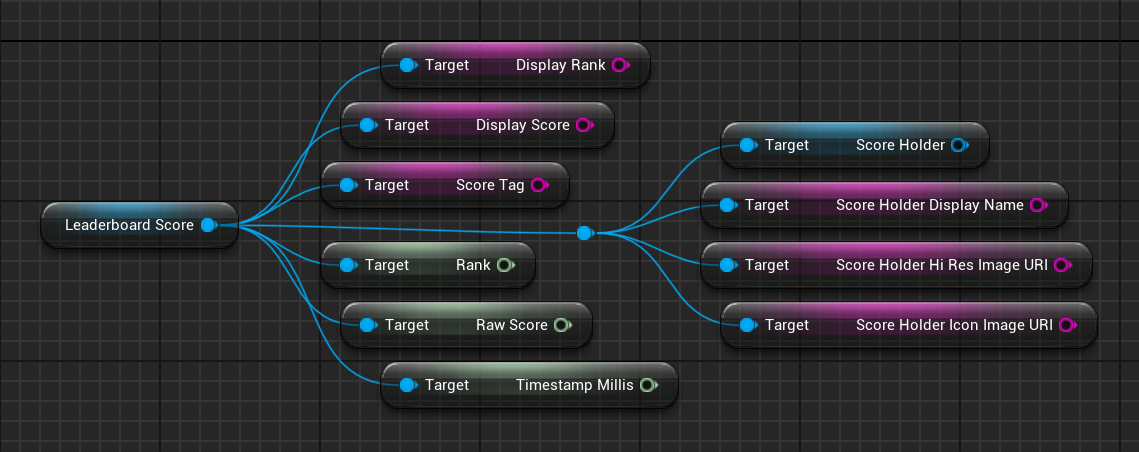 Target Display Rank
Target Display Score
Target Score Tag
Leaderboard Score
Target Rank
Target Raw Score
Target Timestamp Millis
Target Score Holder
Target Score Holder Display Name
Target Score Holder Hi Res Image URI
Target Score Holder Icon Image URI